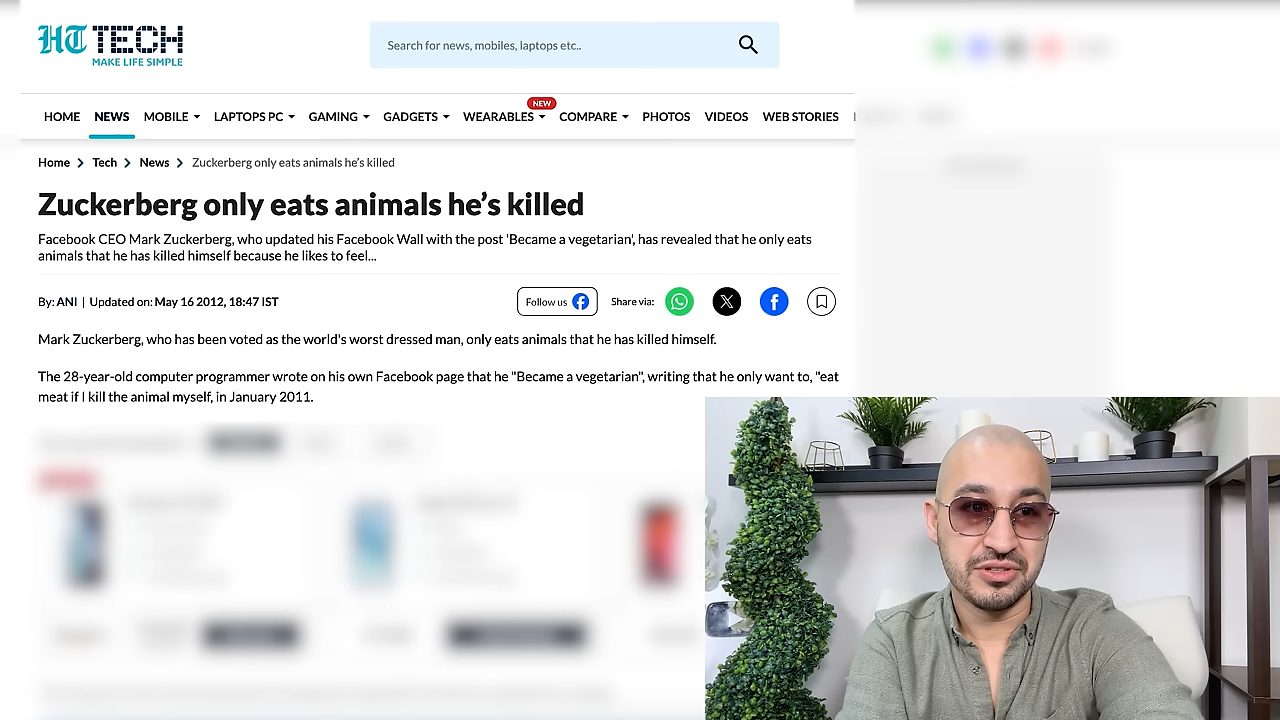 HT TECH
MAKE LIFE SIMPLE
Search for news, mobiles, laptops etc..
NEW
HOME NEWS MOBILE LAPTOPS PC GAMING GADGETS WEARABLES COMPARE PHOTOS VIDEOS WEB STORIES
Home > Tech > News > Zuckerberg only eats animals he's killed
Zuckerberg only eats animals he's killed
Facebook CEO Mark Zuckerberg, who updated his Facebook Wall with the post 'Became a vegetarian', has revealed that he only eats
animals that he has killed himself because he likes to feel...
By: ANI | Updated on: May 16 2012, 18:47 IST
Follow us
Share via:
Mark Zuckerberg, who has been voted as the world's worst dressed man, only eats animals that he has killed himself.
The 28-year-old computer programmer wrote on his own Facebook page that he "Became a vegetarian", writing that he only want to, "eat
meat if I kill the animal myself, in January 2011.